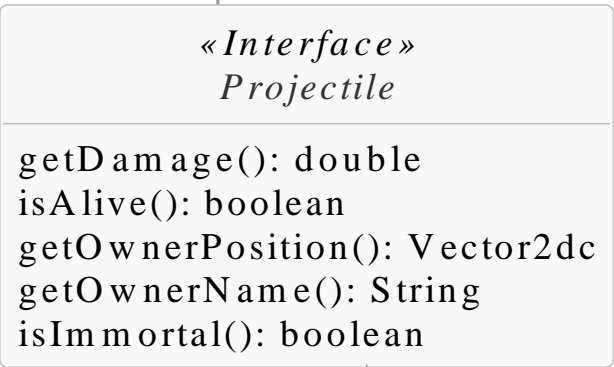 «Interface»
Projectile
getDamage(): double
isAlive(): boolean
getOwnerPosition(): Vector2dc
getOwnerName(): String
isImmortal(): boolean